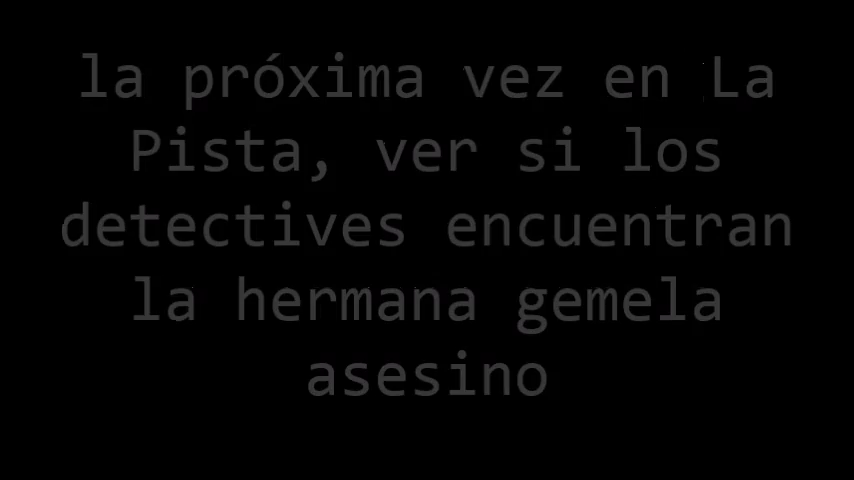 la próxima vez en La
Pista, ver si los
detectives encuentran
la hermana gemela
asesino